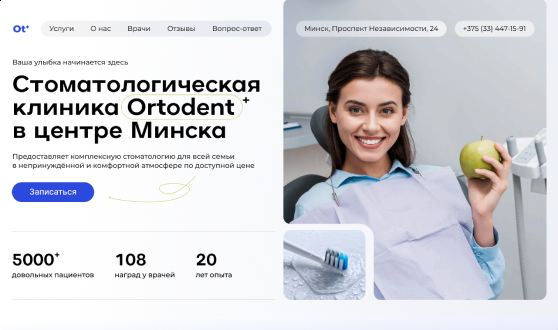 Ot+
Услуги О нас Врачи Отзывы Вопрос-ответ
Минск, Проспект Независимости, 24 +375 (33) 447-15-91
Ваша улыбка начинается здесь
Стоматологическая
клиника Ortodent +
в центре Минска
Предоставляет комплексную стоматологию для всей семьи
в непринуждённой и комфортной атмосфере по доступной цене
Записаться
5000+ 108 20
довольных пациентов наград у врачей лет опыта